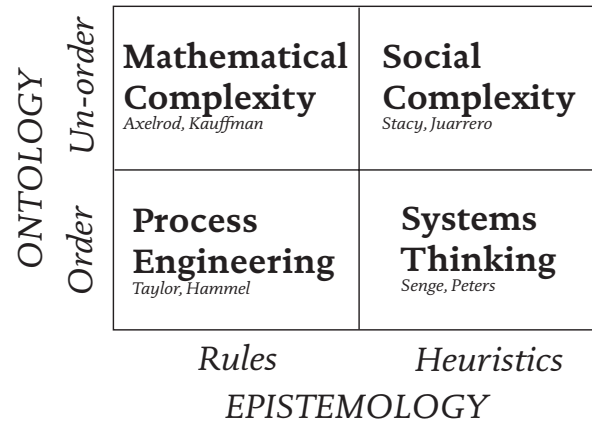 ONTOLOGY
Un-order
Mathematical
Complexity
Axelrod, Kauffman
Social
Complexity
Stacy, Juarrero
Order
Process
Engineering
Taylor, Hammel
Systems
Thinking
Senge, Peters
Rules
Heuristics
EPISTEMOLOGY